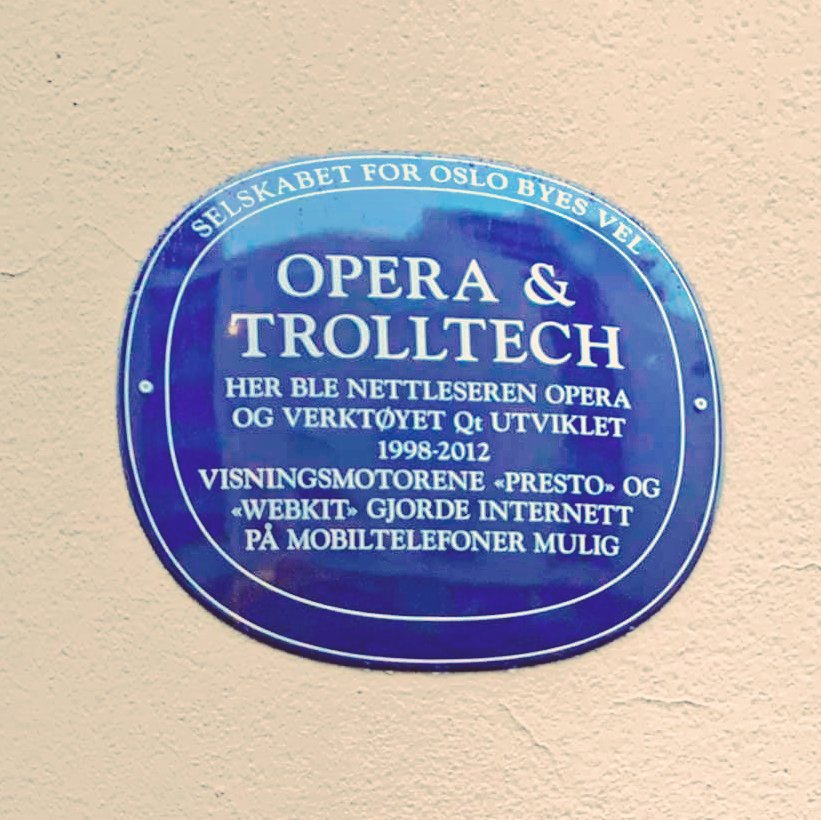 SELSKABET FOR OSLO BYES VEL
OPERA &
TROLLTECH
HER BLE NETTLESEREN OPERA
OG VERKTØYET Qt UTVIKLET
1998-2012
VISNINGSMOTORENE «PRESTO» OG
«WEBKIT» GJORDE INTERNETT
PÅ MOBILTELEFONER MULIG